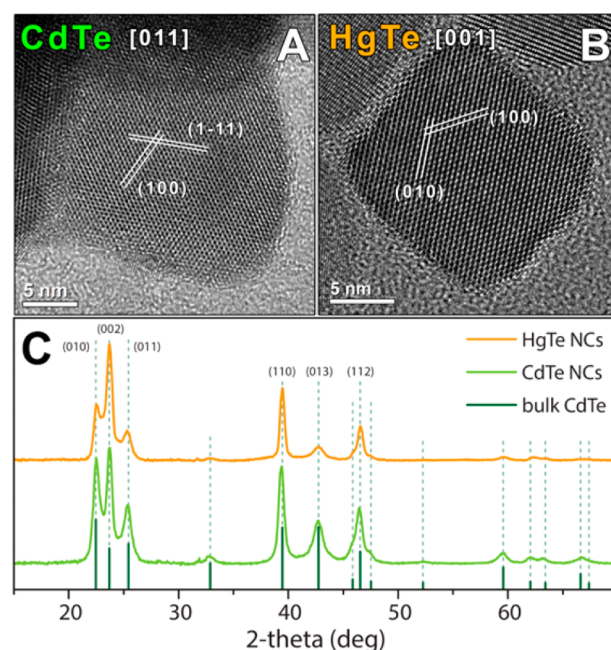 CdTe [011] A
(1-11)
(100)
5 nm
HgTe [001] B
(100)
(010)
5 nm
C
(010)
(002)
(011)
(110)
(013)
(112)
HgTe NCs
CdTe NCs
bulk CdTe
20 30 40 50 60
2-theta (deg)